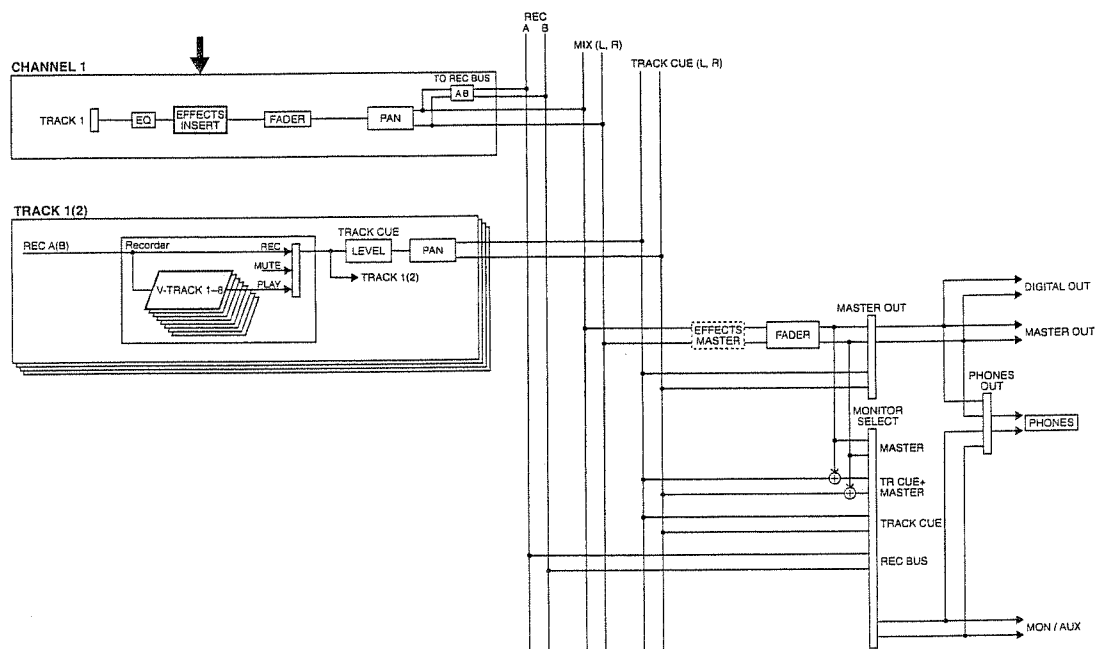 REC
A B
MIX (L, R)
TRACK CUE (L, R)
CHANNEL 1
TO REC BUS
AB
TRACK 1
EQ
EFFECTS
INSERT
FADER
PAN
TRACK 1(2)
REC A(B)
Recorder
REC
MUTE
PLAY
V-TRACK 1–8
TRACK CUE
LEVEL
PAN
TRACK 1(2)
EFFECTS
MASTER
FADER
MASTER OUT
DIGITAL OUT
MASTER OUT
PHONES
OUT
PHONES
MONITOR
SELECT
MASTER
TR CUE+
MASTER
TRACK CUE
REC BUS
MON / AUX